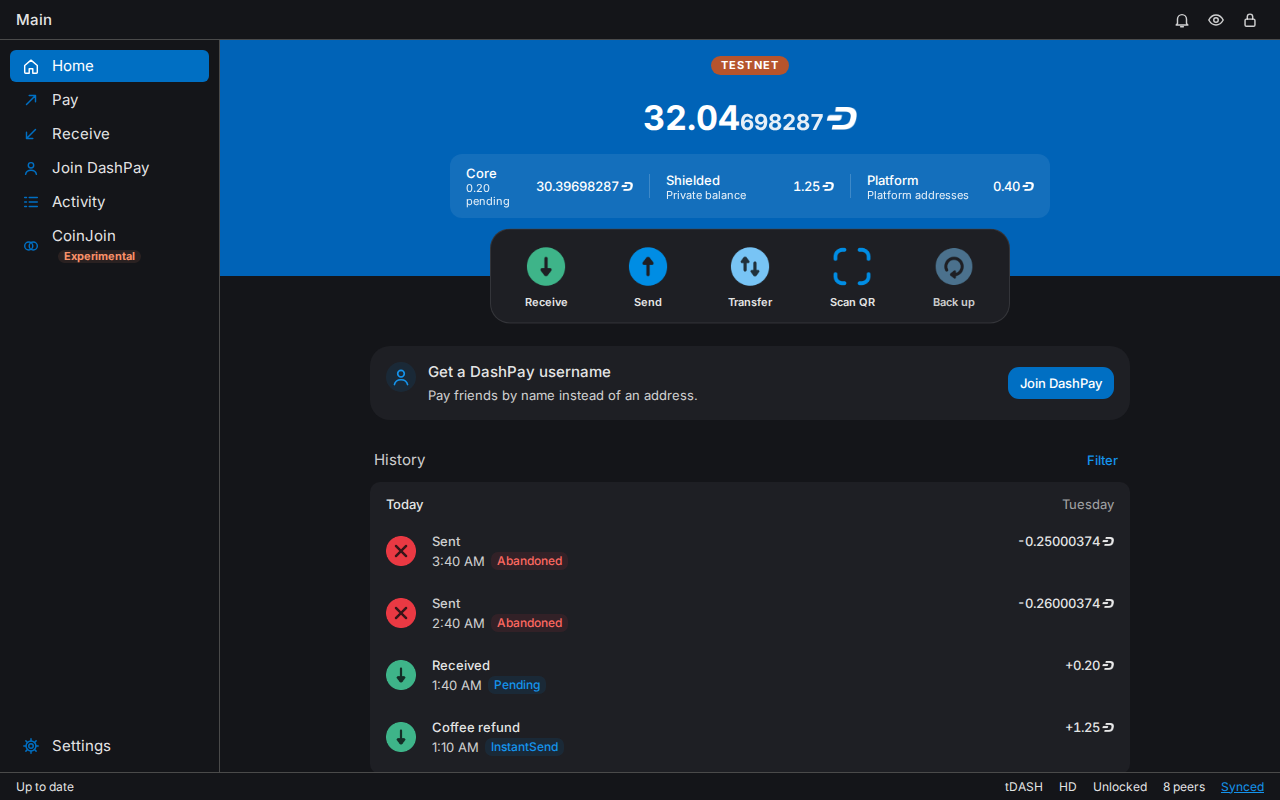 Main
Home
Pay
Receive
Join DashPay
Activity
CoinJoin
Experimental
Settings
TESTNET
32.04698287
Core
0.20 pending
30.39698287
Shielded
Private balance
1.25
Platform
Platform addresses
0.40
Receive
Send
Transfer
Scan QR
Back up
Get a DashPay username
Pay friends by name instead of an address.
Join DashPay
History
Filter
Today
Tuesday
Sent
-0.25000374
3:40 AM Abandoned
Sent
-0.26000374
2:40 AM Abandoned
Received
+0.20
1:40 AM Pending
Coffee refund
+1.25
1:10 AM InstantSend
Up to date
tDASH
HD
Unlocked
8 peers
Synced